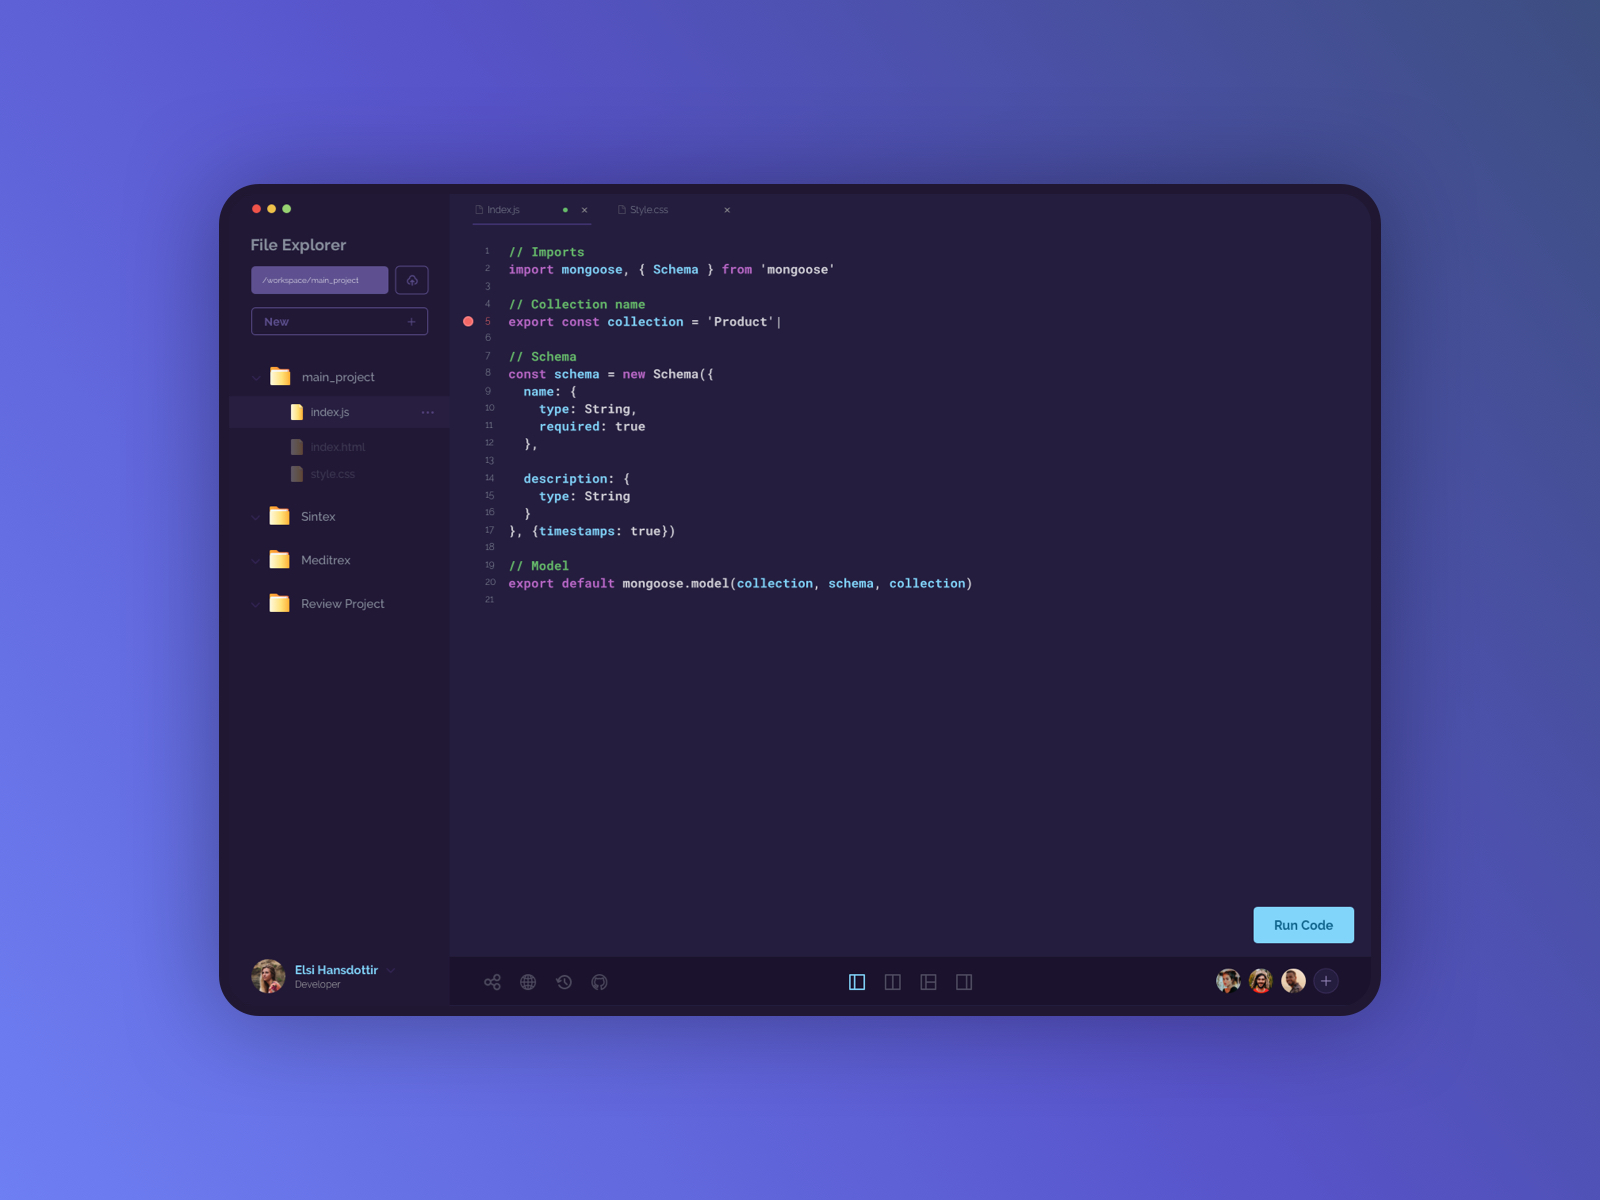 File Explorer
/workspace/main_project
New +
main_project
index.js
index.html
style.css
Sintex
Meditrex
Review Project
Elsi Hansdottir
Developer
Index.js
Style.css
1 // Imports
2 import mongoose, { Schema } from 'mongoose'
3
4 // Collection name
5 export const collection = 'Product'|
6
7 // Schema
8 const schema = new Schema({
9 name: {
10 type: String,
11 required: true
12 },
13
14 description: {
15 type: String
16 }
17 }, {timestamps: true})
18
19 // Model
20 export default mongoose.model(collection, schema, collection)
21
Run Code